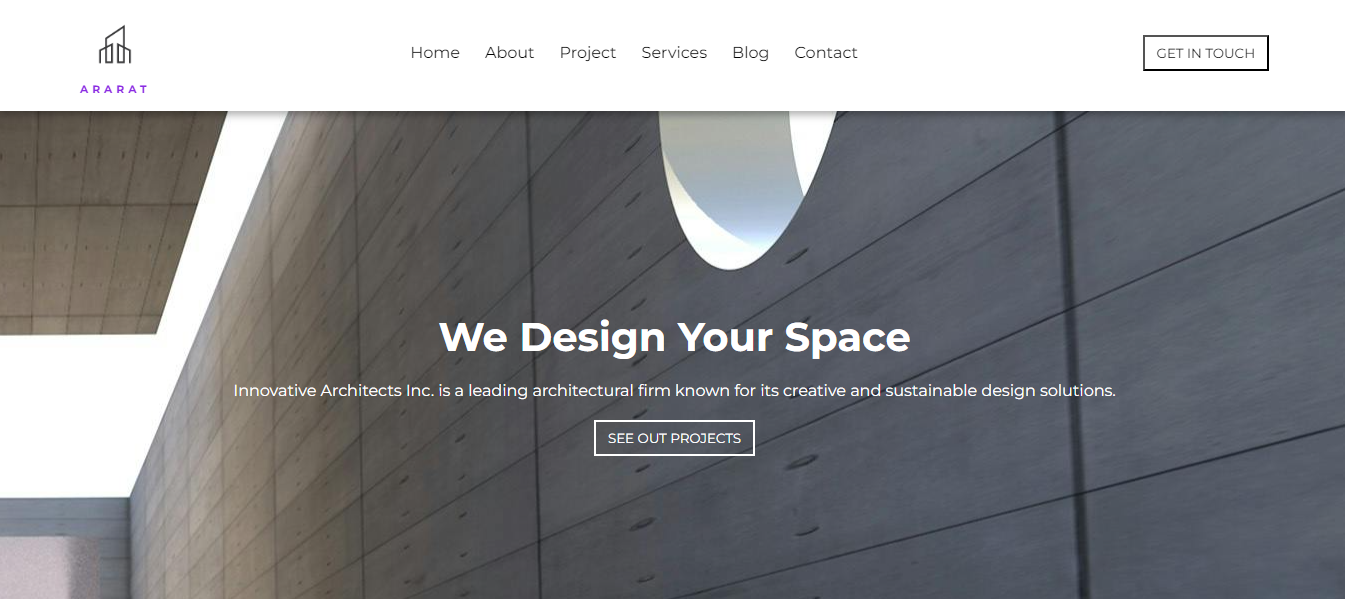 ARARAT
Home About Project Services Blog Contact
GET IN TOUCH
We Design Your Space
Innovative Architects Inc. is a leading architectural firm known for its creative and sustainable design solutions.
SEE OUT PROJECTS